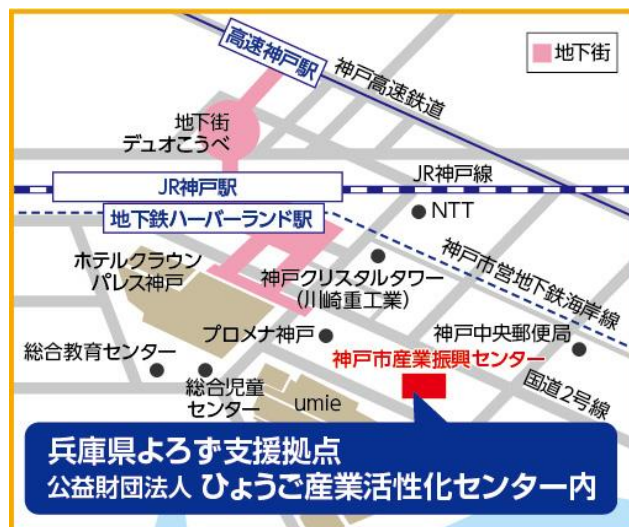 高速神戸駅
神戸高速鉄道
地下街
地下街
デュオこうべ
JR神戸駅
JR神戸線
地下鉄ハーバーランド駅
NTT
神戸市営地下鉄海岸線
ホテルクラウン
パレス神戸
神戸クリスタルタワー
(川崎重工業)
プロメナ神戸
神戸中央郵便局
総合教育センター
神戸市産業振興センター
総合児童
センター
umie
国道2号線
兵庫県よろず支援拠点
公益財団法人 ひょうご産業活性化センター内